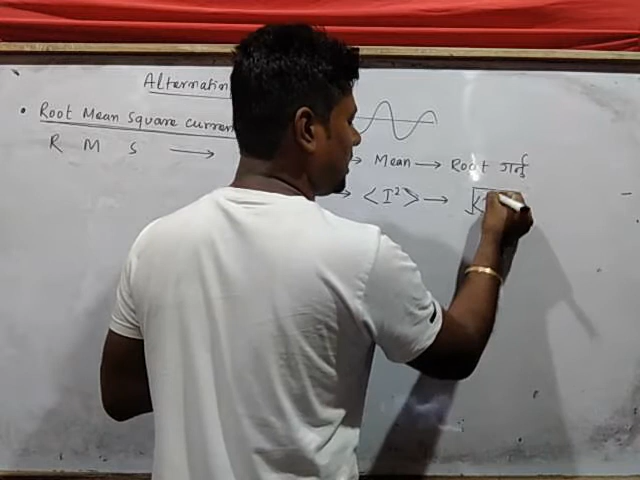 Alternatin
• Root Mean Square curren
R M S ⟶ → Mean → Root गर्नु
→ <I²> → √<